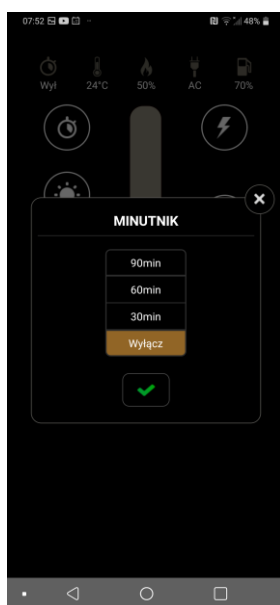 07:52 48%
Wył 24°C 50% AC 70%
MINUTNIK
90min
60min
30min
Wyłącz